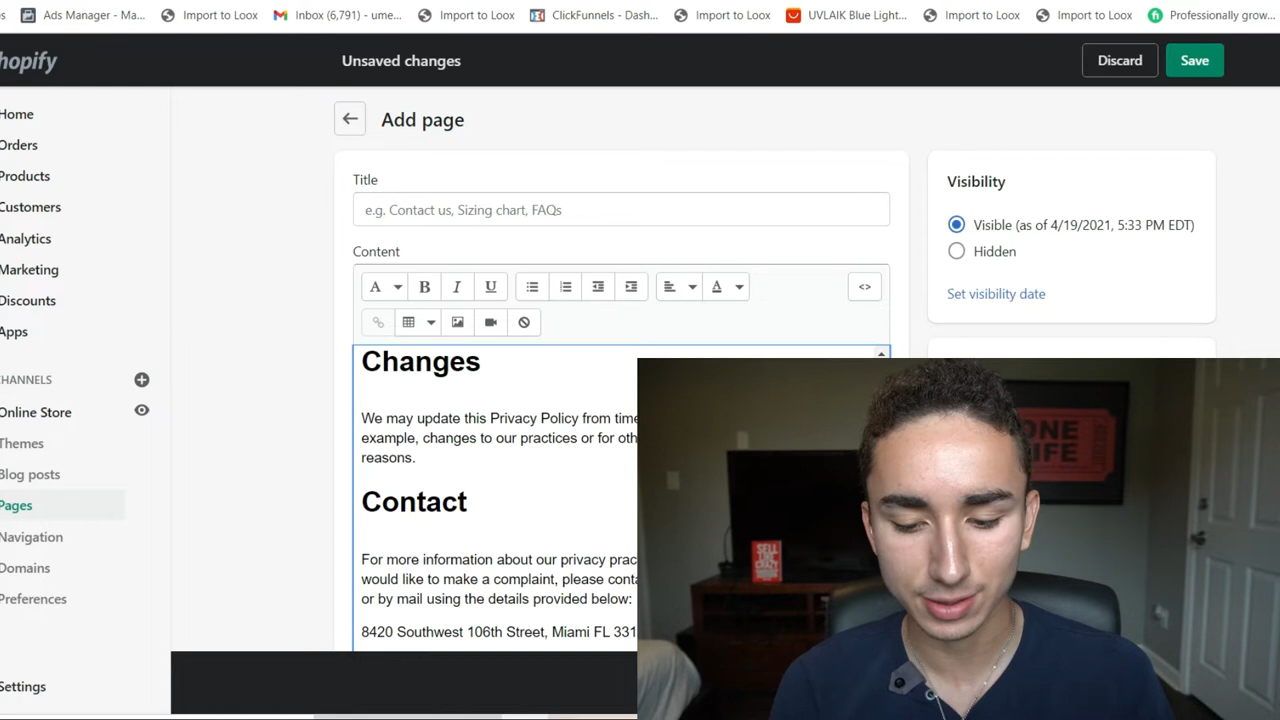 Ads Manager - Ma... Import to Loox Inbox (6,791) - ume... Import to Loox ClickFunnels - Dash... Import to Loox UVLAIK Blue Light... Import to Loox Import to Loox Professionally grow...
hopify
Unsaved changes
Discard
Save
Home
Orders
Products
Customers
Analytics
Marketing
Discounts
Apps
HANNELS
Online Store
Themes
Blog posts
Pages
Navigation
Domains
Preferences
Settings
Add page
Title
e.g. Contact us, Sizing chart, FAQs
Content
A B I U A <>
Changes
We may update this Privacy Policy from time
example, changes to our practices or for oth
reasons.
Contact
For more information about our privacy prac
would like to make a complaint, please conta
or by mail using the details provided below:
8420 Southwest 106th Street, Miami FL 331
Visibility
Visible (as of 4/19/2021, 5:33 PM EDT)
Hidden
Set visibility date
ONE
LIFE
SELL
THE
CRAZY